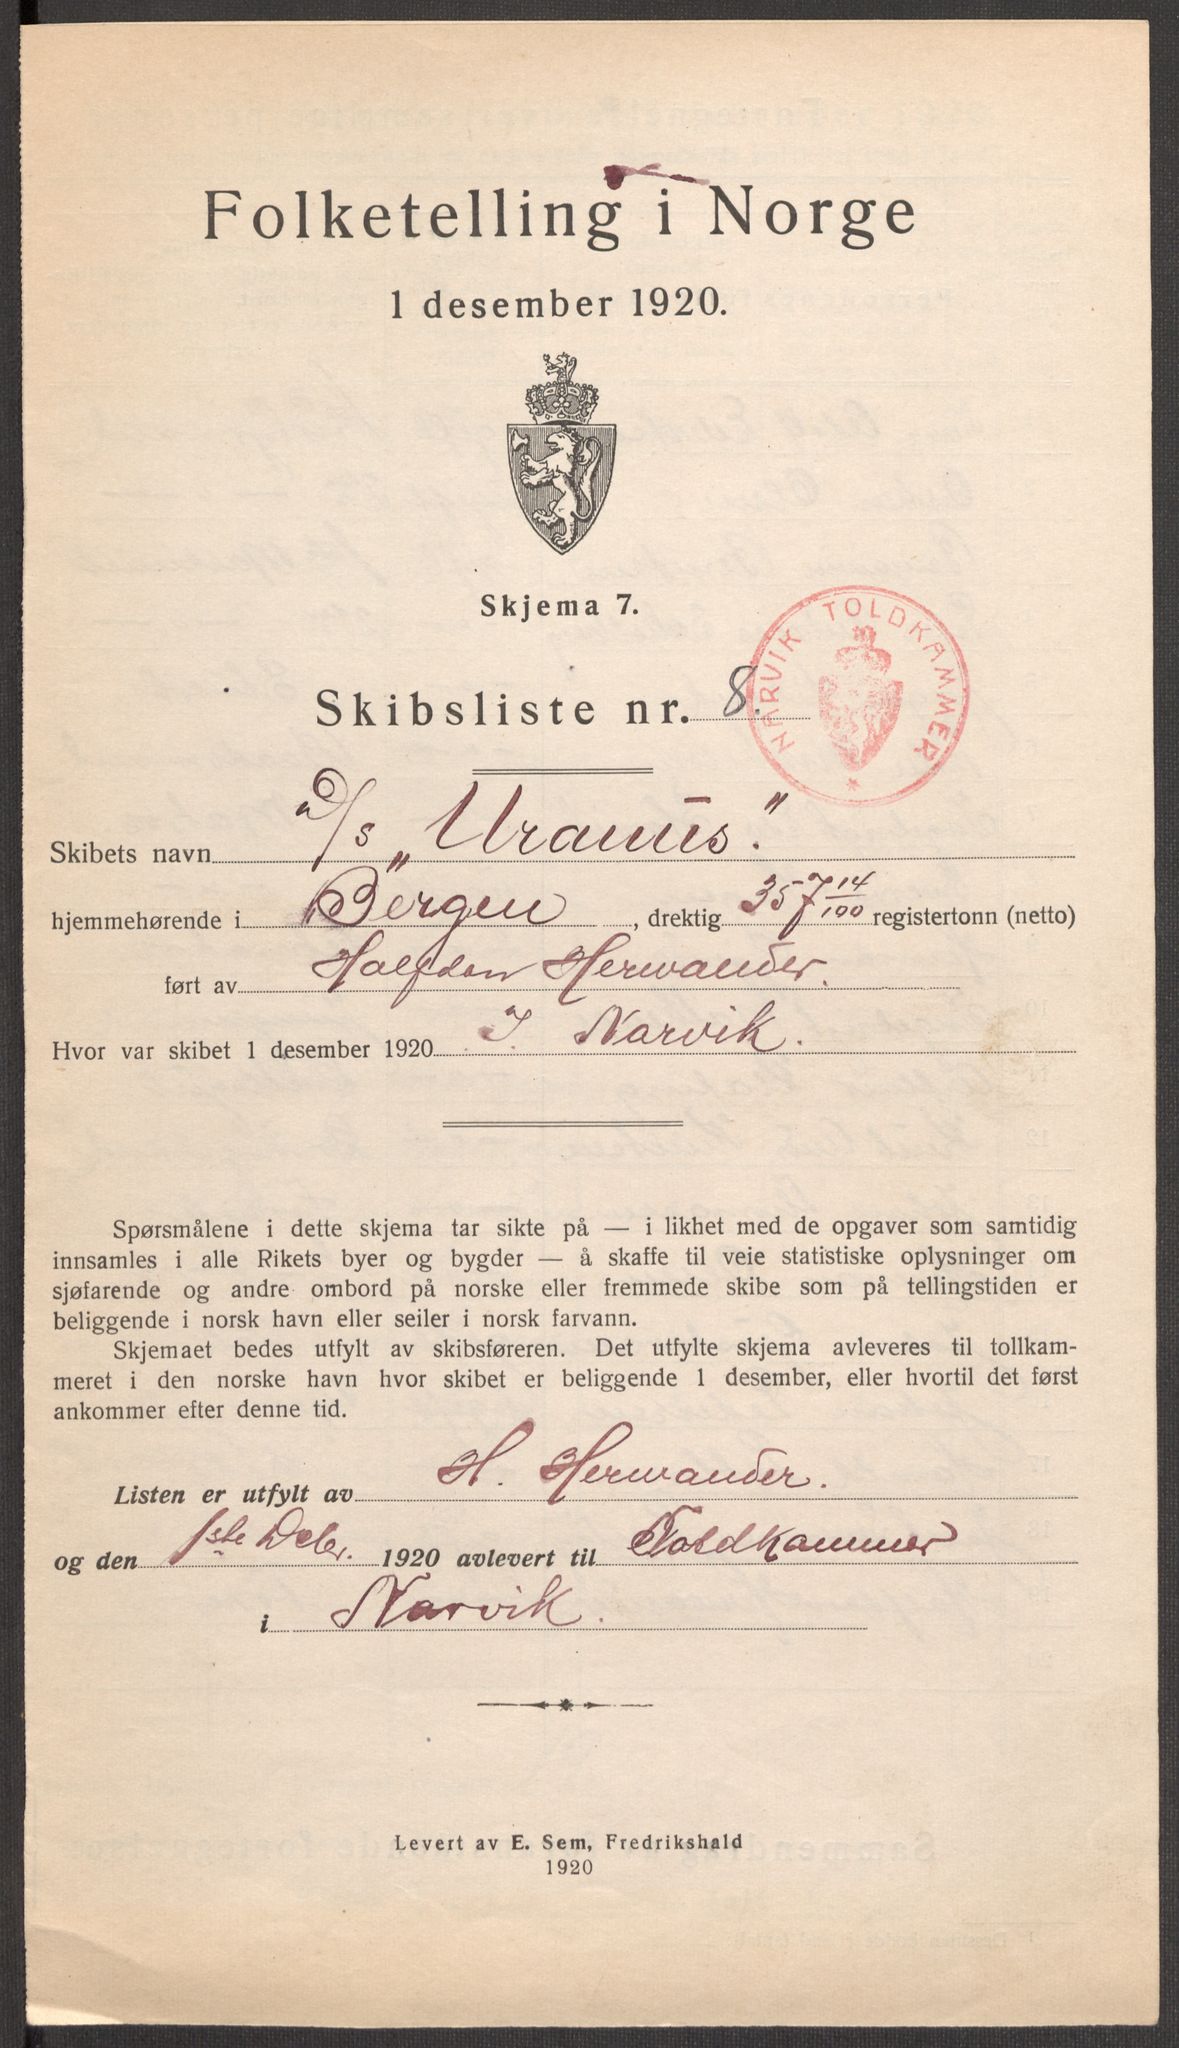 Folketelling i Norge
1 desember 1920.
Skjema 7.
NARVIK TOLDKAMMER
Skibsliste nr. 8.
Skibets navn D/s „Uranus".
hjemmehørende i Bergen, drektig 357 14/100 registertonn (netto)
ført av Halfdan Herwander.
Hvor var skibet 1 desember 1920 I Narvik.
Spørsmålene i dette skjema tar sikte på — i likhet med de opgaver som samtidig
innsamles i alle Rikets byer og bygder — å skaffe til veie statistiske oplysninger om
sjøfarende og andre ombord på norske eller fremmede skibe som på tellingstiden er
beliggende i norsk havn eller seiler i norsk farvann.
Skjemaet bedes utfylt av skibsføreren. Det utfylte skjema avleveres til tollkam-
meret i den norske havn hvor skibet er beliggende 1 desember, eller hvortil det først
ankommer efter denne tid.
Listen er utfylt av H. Herwander.
og den 1ste Debr. 1920 avlevert til Toldkammer
i Narvik.
Levert av E. Sem, Fredrikshald
1920